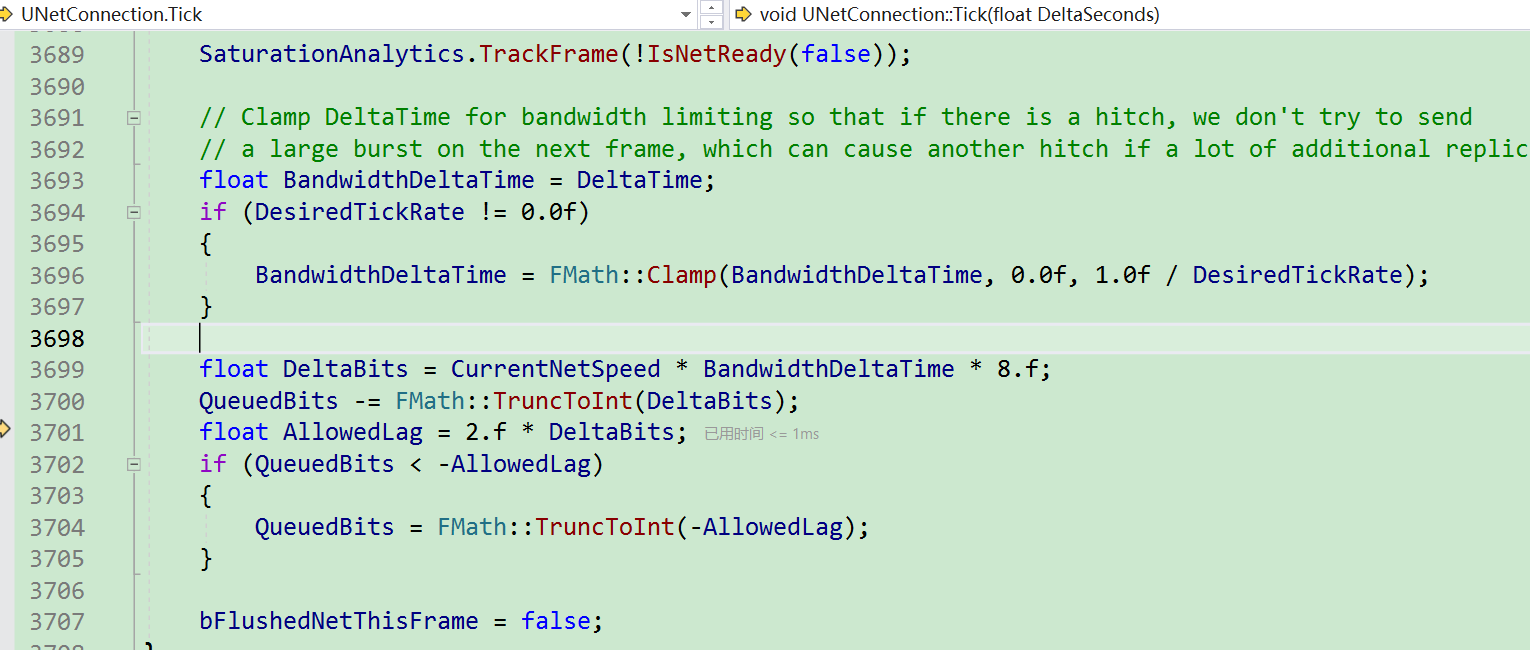 UNetConnection.Tick
void UNetConnection::Tick(float DeltaSeconds)
3689 SaturationAnalytics.TrackFrame(!IsNetReady(false));
3690
3691 // Clamp DeltaTime for bandwidth limiting so that if there is a hitch, we don't try to send
3692 // a large burst on the next frame, which can cause another hitch if a lot of additional replic
3693 float BandwidthDeltaTime = DeltaTime;
3694 if (DesiredTickRate != 0.0f)
3695 {
3696 BandwidthDeltaTime = FMath::Clamp(BandwidthDeltaTime, 0.0f, 1.0f / DesiredTickRate);
3697 }
3698
3699 float DeltaBits = CurrentNetSpeed * BandwidthDeltaTime * 8.f;
3700 QueuedBits -= FMath::TruncToInt(DeltaBits);
3701 float AllowedLag = 2.f * DeltaBits; 已用时间 <= 1ms
3702 if (QueuedBits < -AllowedLag)
3703 {
3704 QueuedBits = FMath::TruncToInt(-AllowedLag);
3705 }
3706
3707 bFlushedNetThisFrame = false;